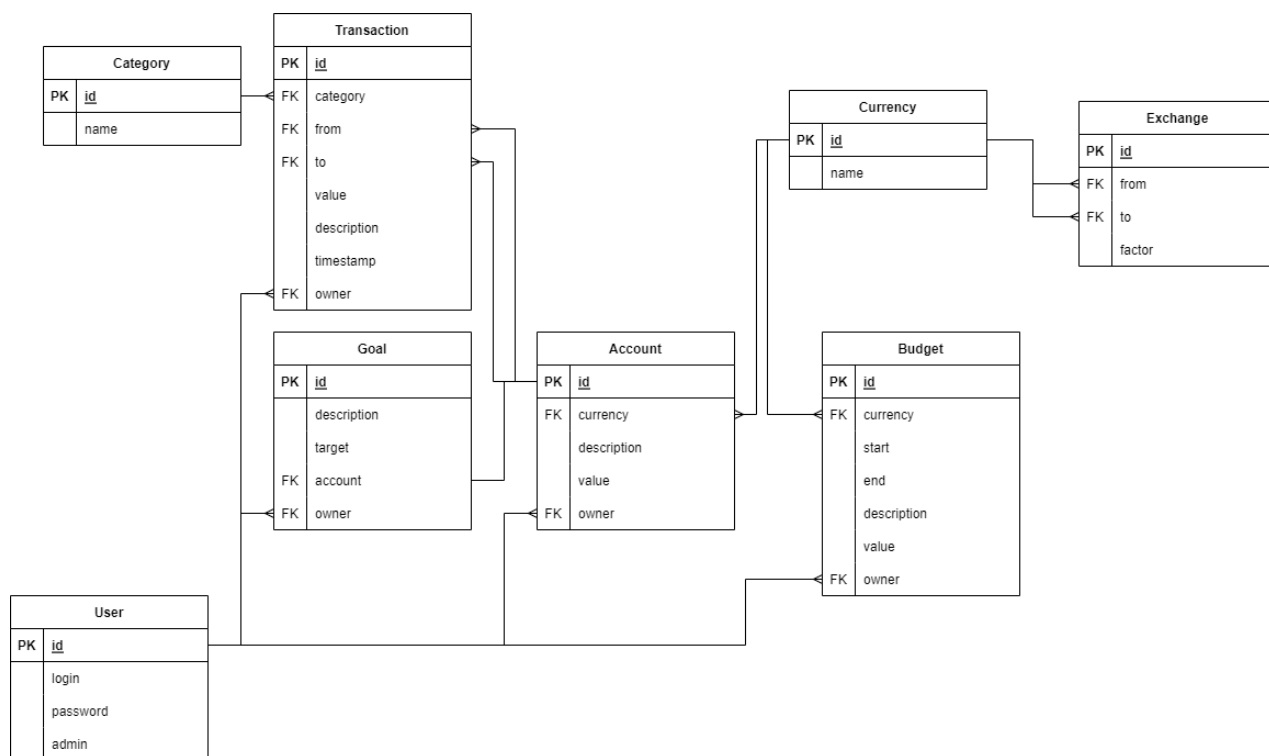 Transaction
PK id
FK category
FK from
FK to
value
description
timestamp
FK owner
Category
PK id
name
Currency
PK id
name
Exchange
PK id
FK from
FK to
factor
Goal
PK id
description
target
FK account
FK owner
Account
PK id
FK currency
description
value
FK owner
Budget
PK id
FK currency
start
end
description
value
FK owner
User
PK id
login
password
admin